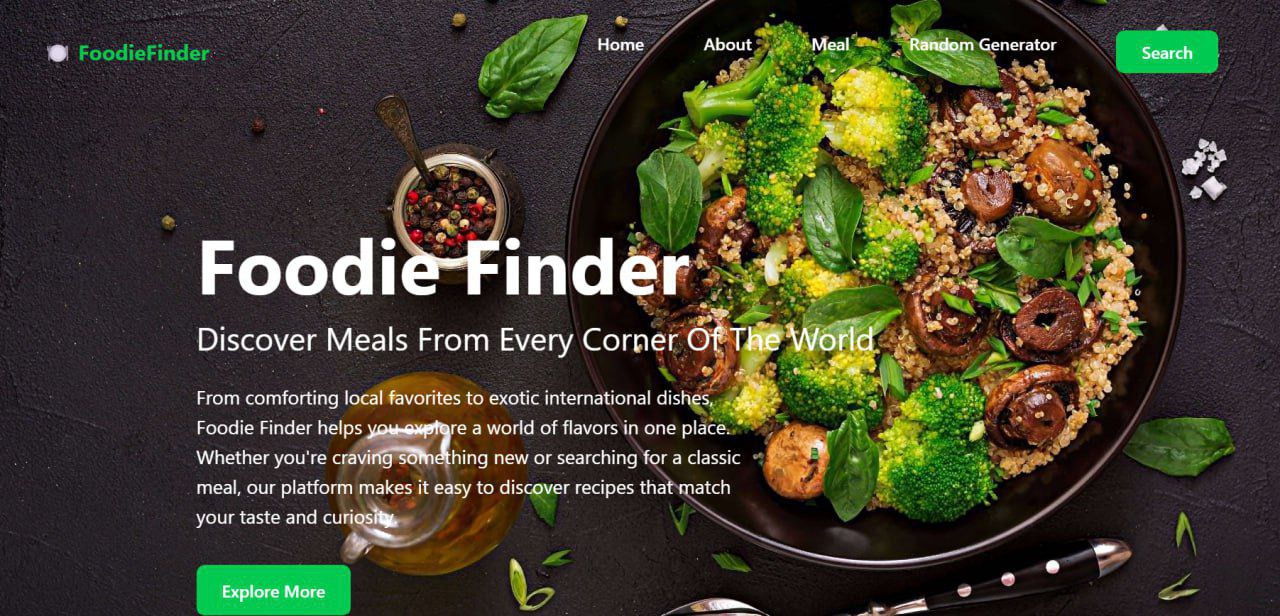 FoodieFinder
Home About Meal Random Generator Search
Foodie Finder
Discover Meals From Every Corner Of The World
From comforting local favorites to exotic international dishes,
Foodie Finder helps you explore a world of flavors in one place.
Whether you're craving something new or searching for a classic
meal, our platform makes it easy to discover recipes that match
your taste and curiosity.
Explore More